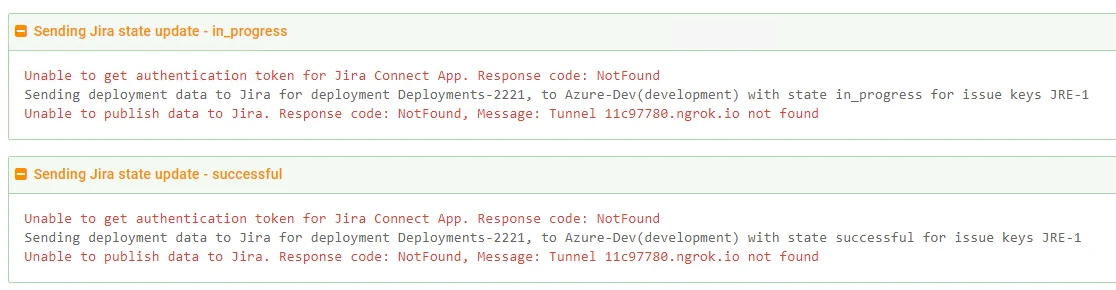 Sending Jira state update - in_progress
Unable to get authentication token for Jira Connect App. Response code: NotFound
Sending deployment data to Jira for deployment Deployments-2221, to Azure-Dev(development) with state in_progress for issue keys JRE-1
Unable to publish data to Jira. Response code: NotFound, Message: Tunnel 11c97780.ngrok.io not found
Sending Jira state update - successful
Unable to get authentication token for Jira Connect App. Response code: NotFound
Sending deployment data to Jira for deployment Deployments-2221, to Azure-Dev(development) with state successful for issue keys JRE-1
Unable to publish data to Jira. Response code: NotFound, Message: Tunnel 11c97780.ngrok.io not found